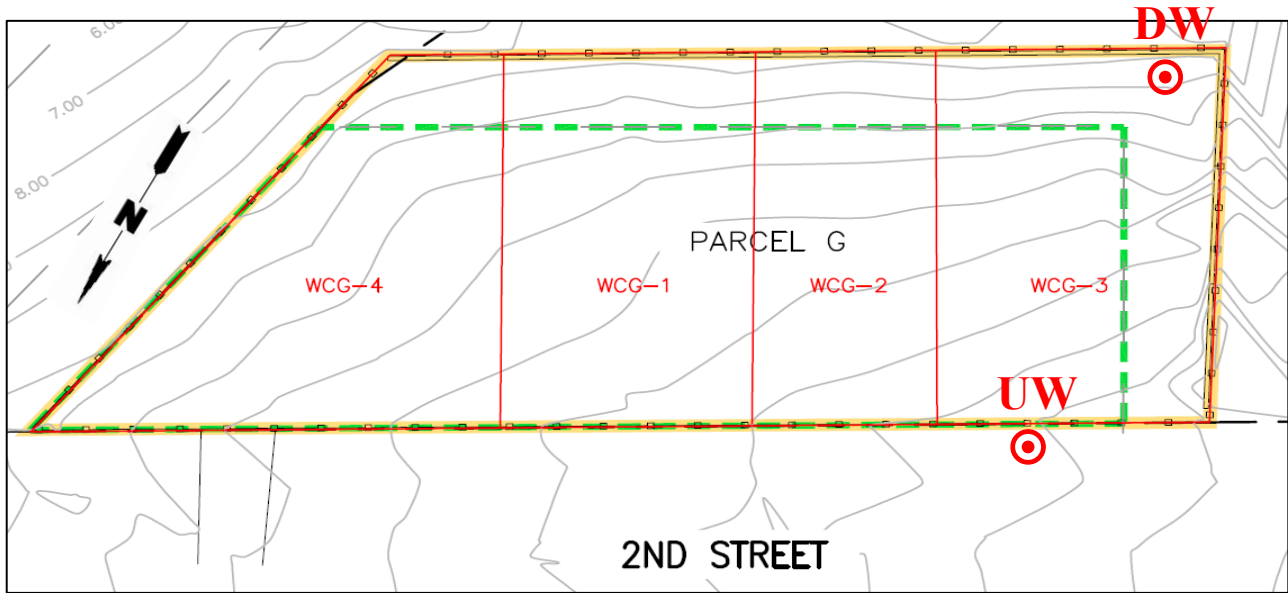 DW
6.00
7.00
8.00
N
PARCEL G
WCG-4
WCG-1
WCG-2
WCG-3
UW
2ND STREET